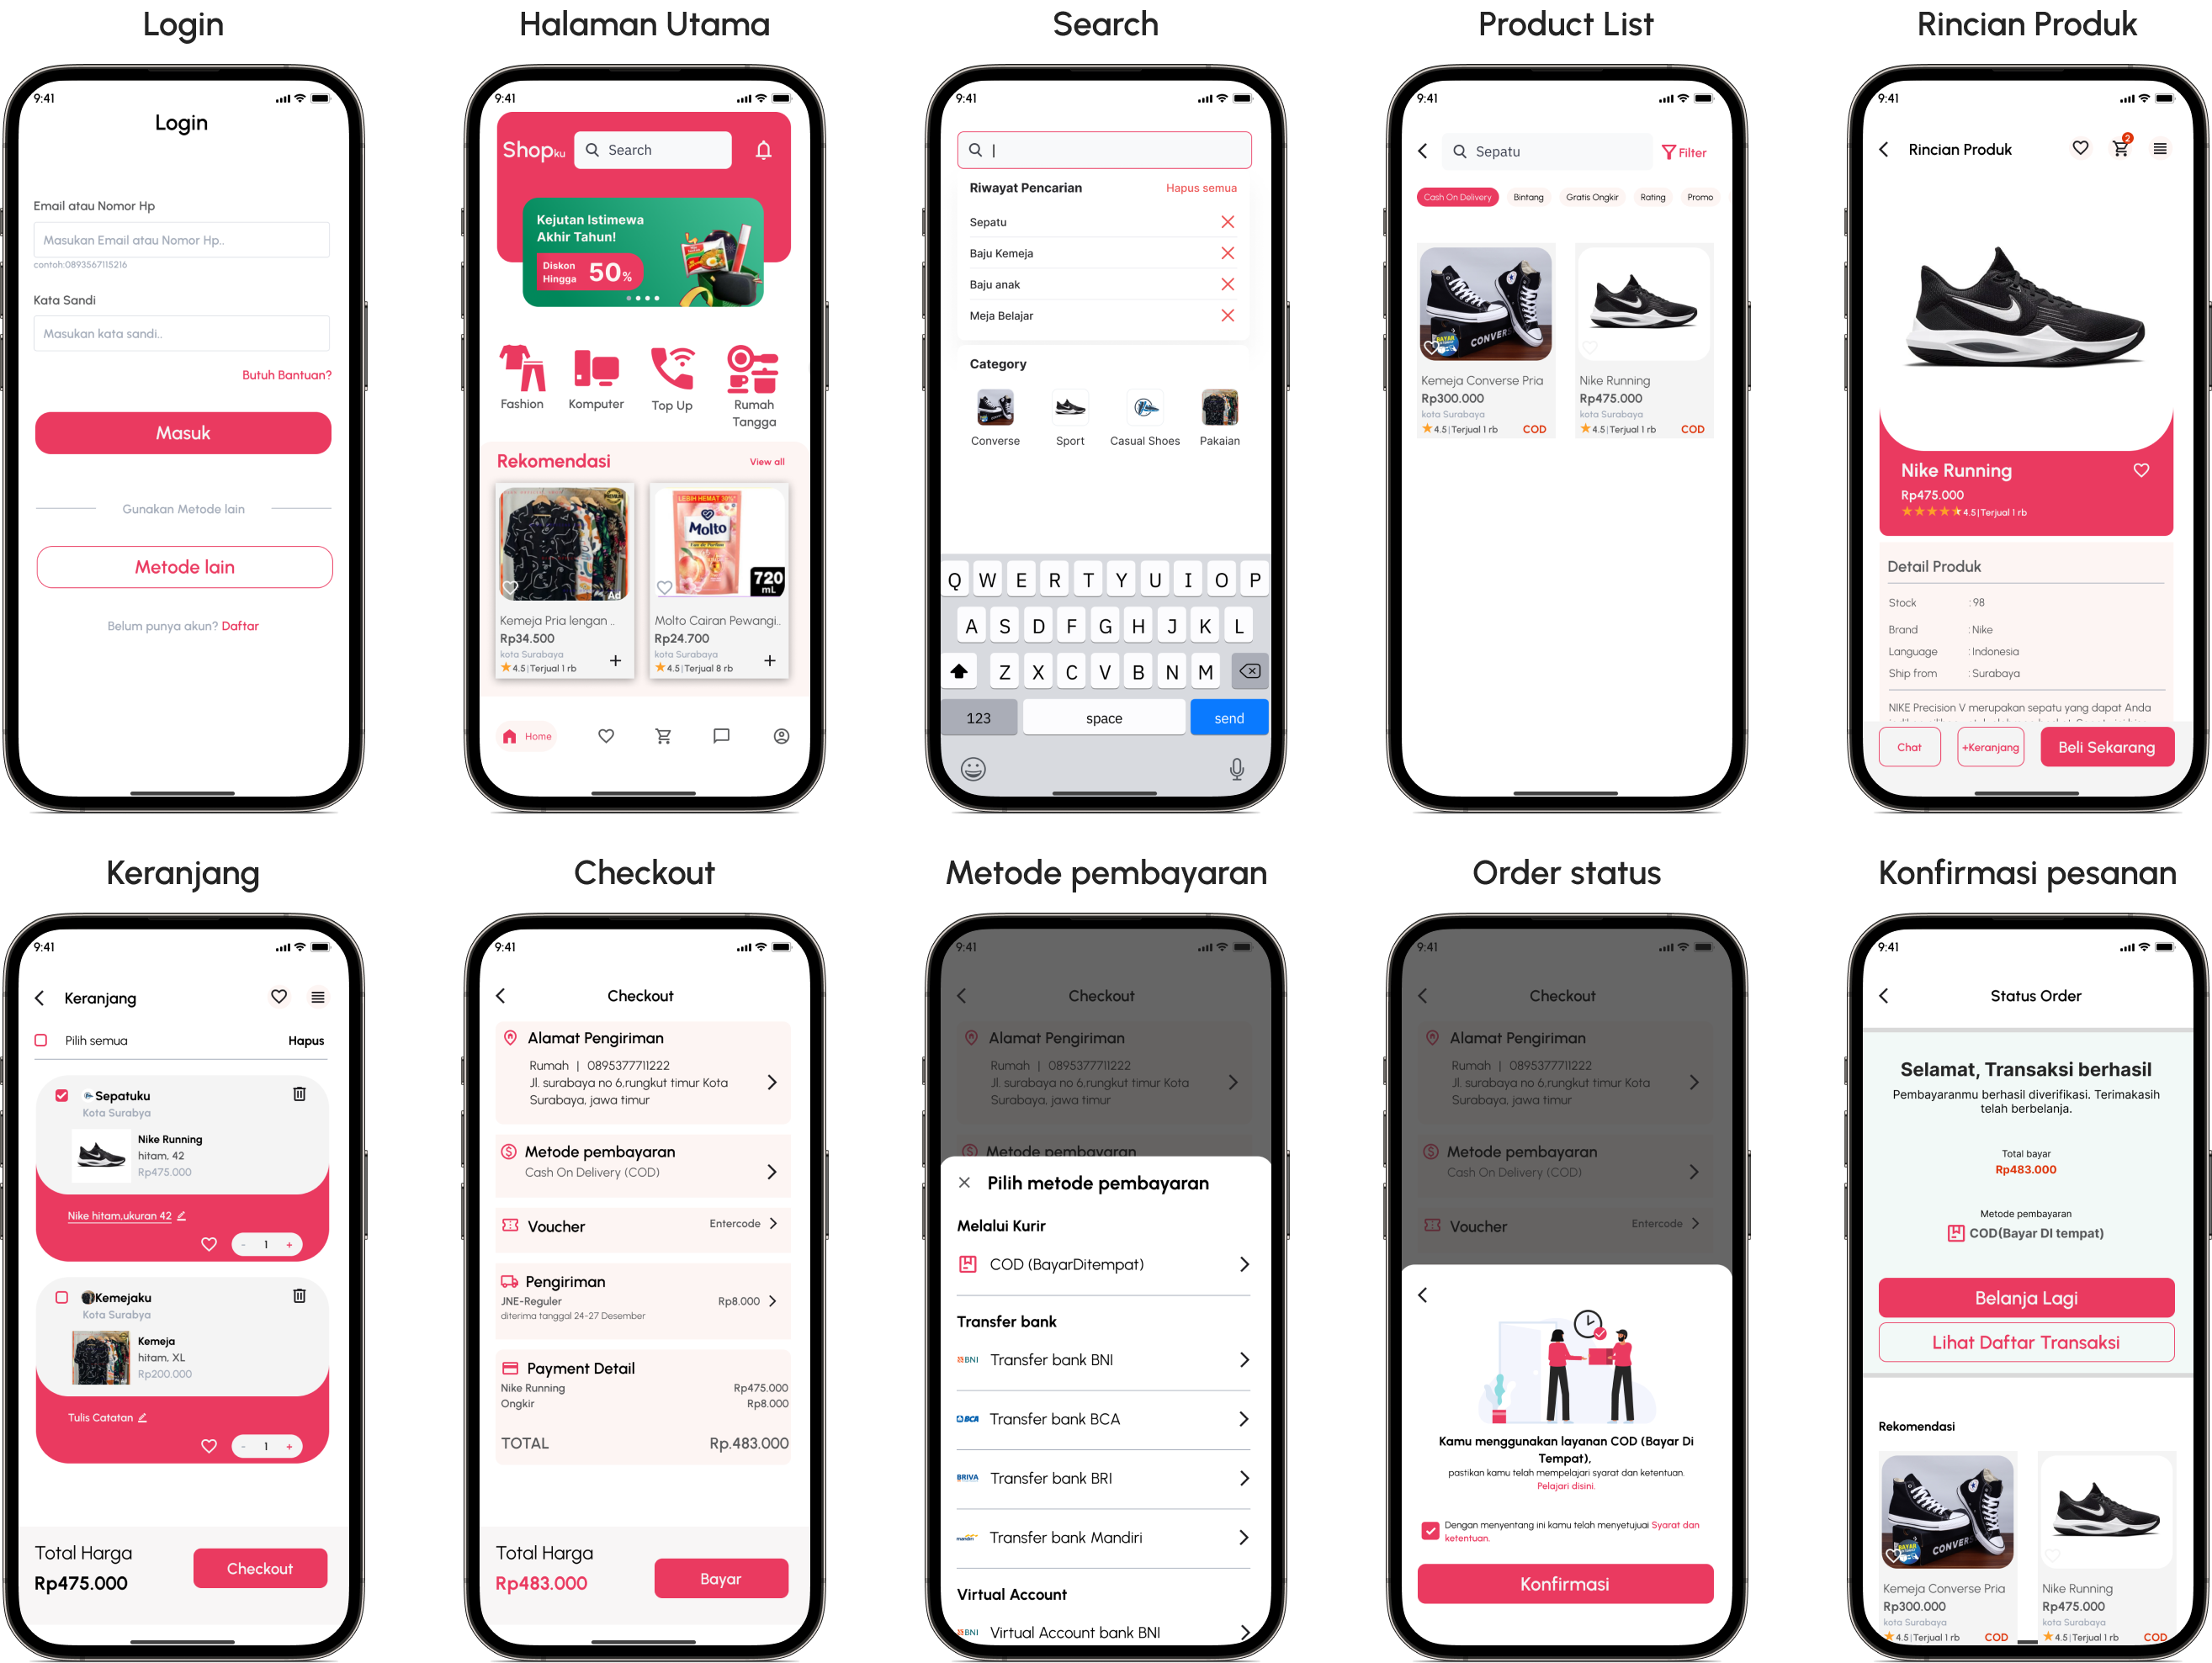 Login
Halaman Utama
Search
Product List
Rincian Produk
9:41
Login
Email atau Nomor Hp
Masukan Email atau Nomor Hp..
contoh:0893567115216
Kata Sandi
Masukan kata sandi..
Butuh Bantuan?
Masuk
Gunakan Metode lain
Metode lain
Belum punya akun? Daftar
9:41
Shopku
Search
Kejutan Istimewa
Akhir Tahun!
Diskon
Hingga
50%
Fashion
Komputer
Top Up
Rumah
Tangga
Rekomendasi
View all
Ad
LEBIH HEMAT 30%*
Molto
720
mL
Kemeja Pria lengan ..
Rp34.500
kota Surabaya
4.5|Terjual 1 rb
+
Molto Cairan Pewangi..
Rp24.700
kota Surabaya
4.5|Terjual 8 rb
+
Home
9:41
Riwayat Pencarian
Hapus semua
Sepatu
Baju Kemeja
Baju anak
Meja Belajar
Category
Converse
Sport
Casual Shoes
Pakaian
Q W E R T Y U I O P
A S D F G H J K L
Z X C V B N M
123
space
send
9:41
Sepatu
Filter
Cash On Delivery
Bintang
Gratis Ongkir
Rating
Promo
BAYAR
CONVERS
Kemeja Converse Pria
Rp300.000
kota Surabaya
4.5|Terjual 1 rb
COD
Nike Running
Rp475.000
kota Surabaya
4.5|Terjual 1 rb
COD
9:41
Rincian Produk
2
Nike Running
Rp475.000
4.5|Terjual 1 rb
Detail Produk
Stock : 98
Brand : Nike
Language : Indonesia
Ship from : Surabaya
NIKE Precision V merupakan sepatu yang dapat Anda
Chat
+Keranjang
Beli Sekarang
Keranjang
Checkout
Metode pembayaran
Order status
Konfirmasi pesanan
9:41
Keranjang
Pilih semua
Hapus
Sepatuku
Kota Surabya
Nike Running
hitam, 42
Rp475.000
Nike hitam,ukuran 42
- 1 +
Kemejaku
Kota Surabya
Kemeja
hitam, XL
Rp200.000
Tulis Catatan
- 1 +
Total Harga
Rp475.000
Checkout
9:41
Checkout
Alamat Pengiriman
Rumah | 0895377711222
Jl. surabaya no 6,rungkut timur Kota
Surabaya, jawa timur
Metode pembayaran
Cash On Delivery (COD)
Voucher
Entercode
Pengiriman
JNE-Reguler
Rp8.000
diterima tanggal 24-27 Desember
Payment Detail
Nike Running
Rp475.000
Ongkir
Rp8.000
TOTAL
Rp.483.000
Total Harga
Rp483.000
Bayar
9:41
Checkout
Alamat Pengiriman
Rumah | 0895377711222
Jl. surabaya no 6,rungkut timur Kota
Surabaya, jawa timur
Metode pembayaran
Pilih metode pembayaran
Melalui Kurir
COD (BayarDitempat)
Transfer bank
BNI
Transfer bank BNI
BCA
Transfer bank BCA
BRIVA
Transfer bank BRI
mandiri
Transfer bank Mandiri
Virtual Account
BNI
Virtual Account bank BNI
9:41
Checkout
Alamat Pengiriman
Rumah | 0895377711222
Jl. surabaya no 6,rungkut timur Kota
Surabaya, jawa timur
Metode pembayaran
Cash On Delivery (COD)
Voucher
Entercode
Kamu menggunakan layanan COD (Bayar Di
Tempat),
pastikan kamu telah mempelajari syarat dan ketentuan.
Pelajari disini.
Dengan menyentang ini kamu telah menyetujuai Syarat dan
ketentuan.
Konfirmasi
9:41
Status Order
Selamat, Transaksi berhasil
Pembayaranmu berhasil diverifikasi. Terimakasih
telah berbelanja.
Total bayar
Rp483.000
Metode pembayaran
COD(Bayar DI tempat)
Belanja Lagi
Lihat Daftar Transaksi
Rekomendasi
BAYAR
CONVERS
Kemeja Converse Pria
Rp300.000
kota Surabaya
4.5|Terjual 1 rb
COD
Nike Running
Rp475.000
kota Surabaya
4.5|Terjual 1 rb
COD